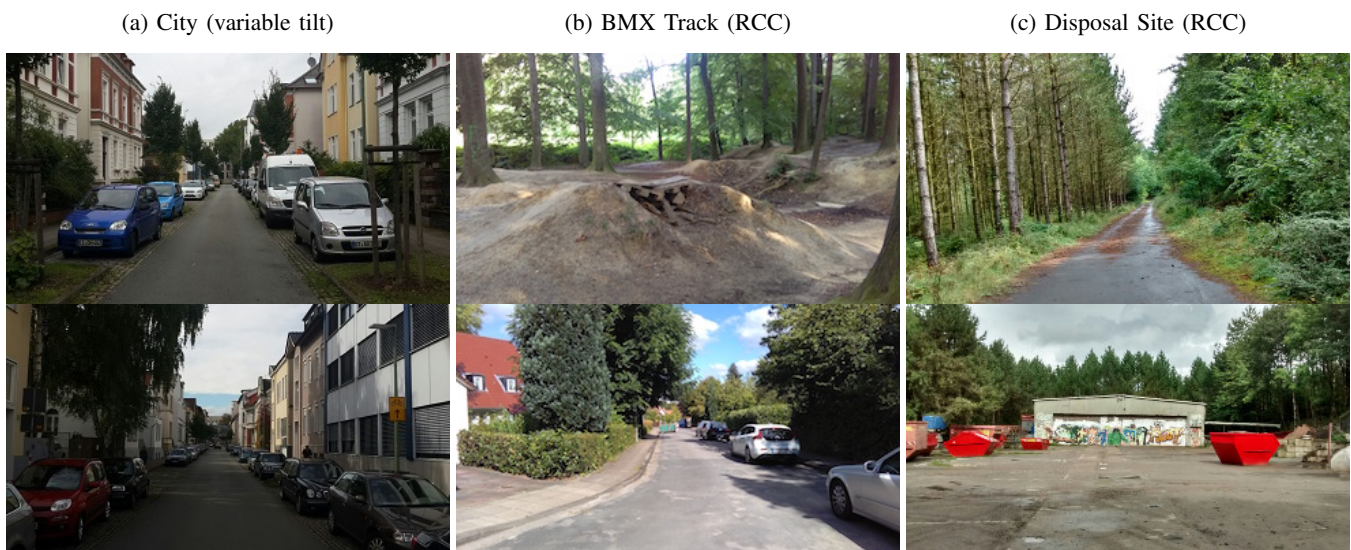 (a) City (variable tilt)
(b) BMX Track (RCC)
(c) Disposal Site (RCC)